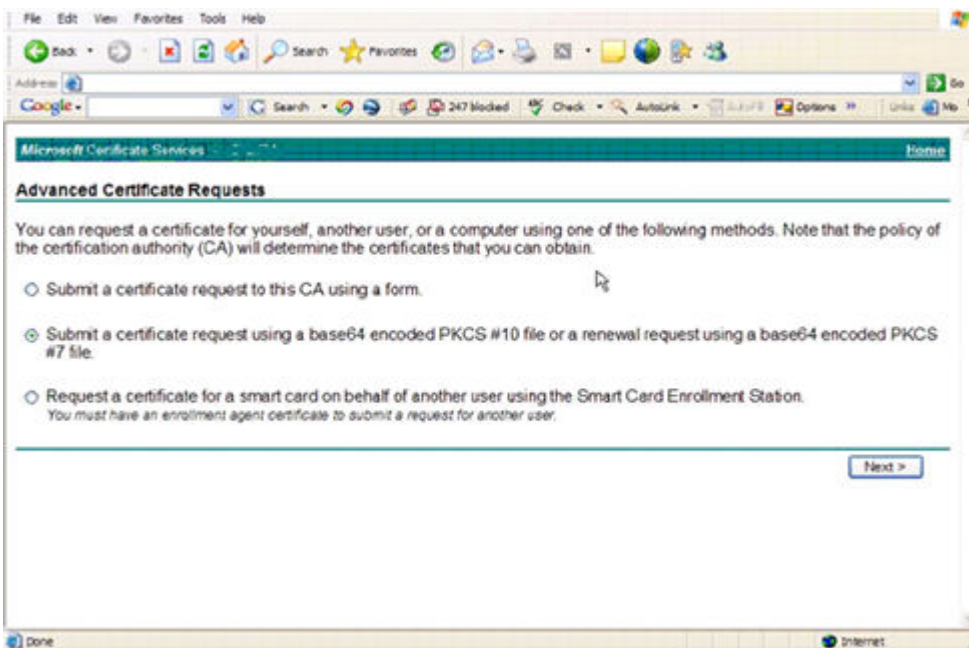 File Edit View Favorites Tools Help
Back Search Favorites
Address Go
Google Search 247 blocked Check AutoLink AutoFill Options Links
Microsoft Certificate Services Home
Advanced Certificate Requests
You can request a certificate for yourself, another user, or a computer using one of the following methods. Note that the policy of
the certification authority (CA) will determine the certificates that you can obtain.
Submit a certificate request to this CA using a form.
Submit a certificate request using a base64 encoded PKCS #10 file or a renewal request using a base64 encoded PKCS
#7 file.
Request a certificate for a smart card on behalf of another user using the Smart Card Enrollment Station.
You must have an enrollment agent certificate to submit a request for another user.
Next >
Done Internet